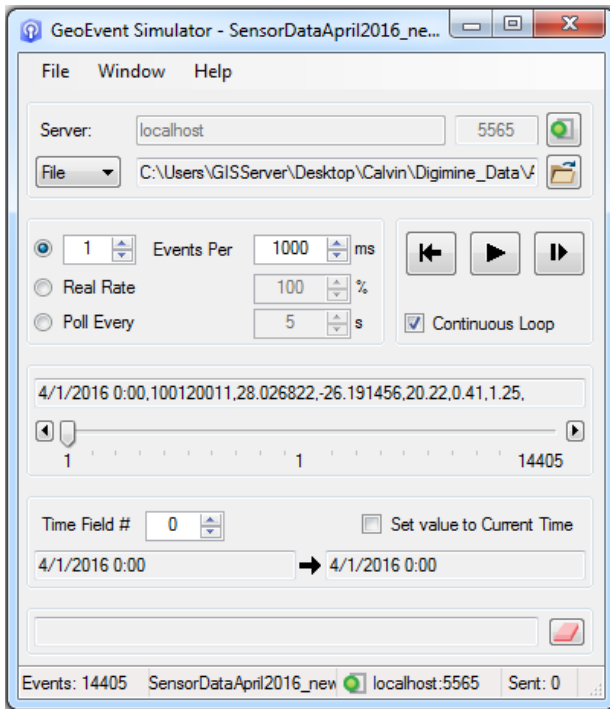 GeoEvent Simulator - SensorDataApril2016_ne...
File Window Help
Server: localhost 5565
File C:\Users\GISServer\Desktop\Calvin\Digimine_Data\
1 Events Per 1000 ms
Real Rate 100 %
Poll Every 5 s
Continuous Loop
4/1/2016 0:00,100120011,28.026822,-26.191456,20.22,0.41,1.25,
1 1 14405
Time Field # 0 Set value to Current Time
4/1/2016 0:00 4/1/2016 0:00
Events: 14405 SensorDataApril2016_new localhost:5565 Sent: 0